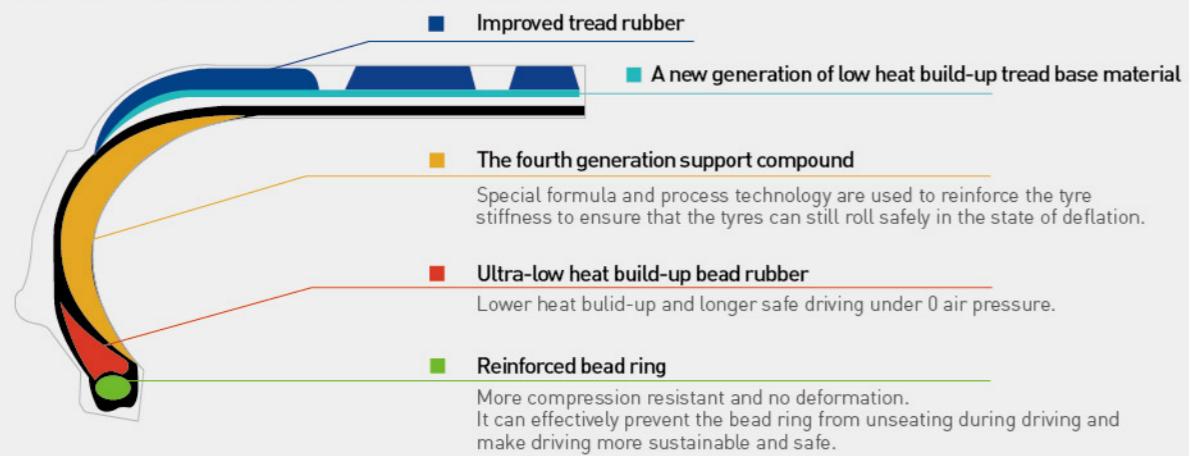 Improved tread rubber
A new generation of low heat build-up tread base material
The fourth generation support compound
Special formula and process technology are used to reinforce the tyre
stiffness to ensure that the tyres can still roll safely in the state of deflation.
Ultra-low heat build-up bead rubber
Lower heat bulid-up and longer safe driving under 0 air pressure.
Reinforced bead ring
More compression resistant and no deformation.
It can effectively prevent the bead ring from unseating during driving and
make driving more sustainable and safe.